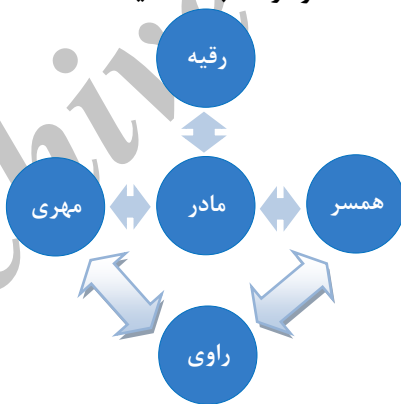 رقیه
همسر
مادر
مهری
راوی